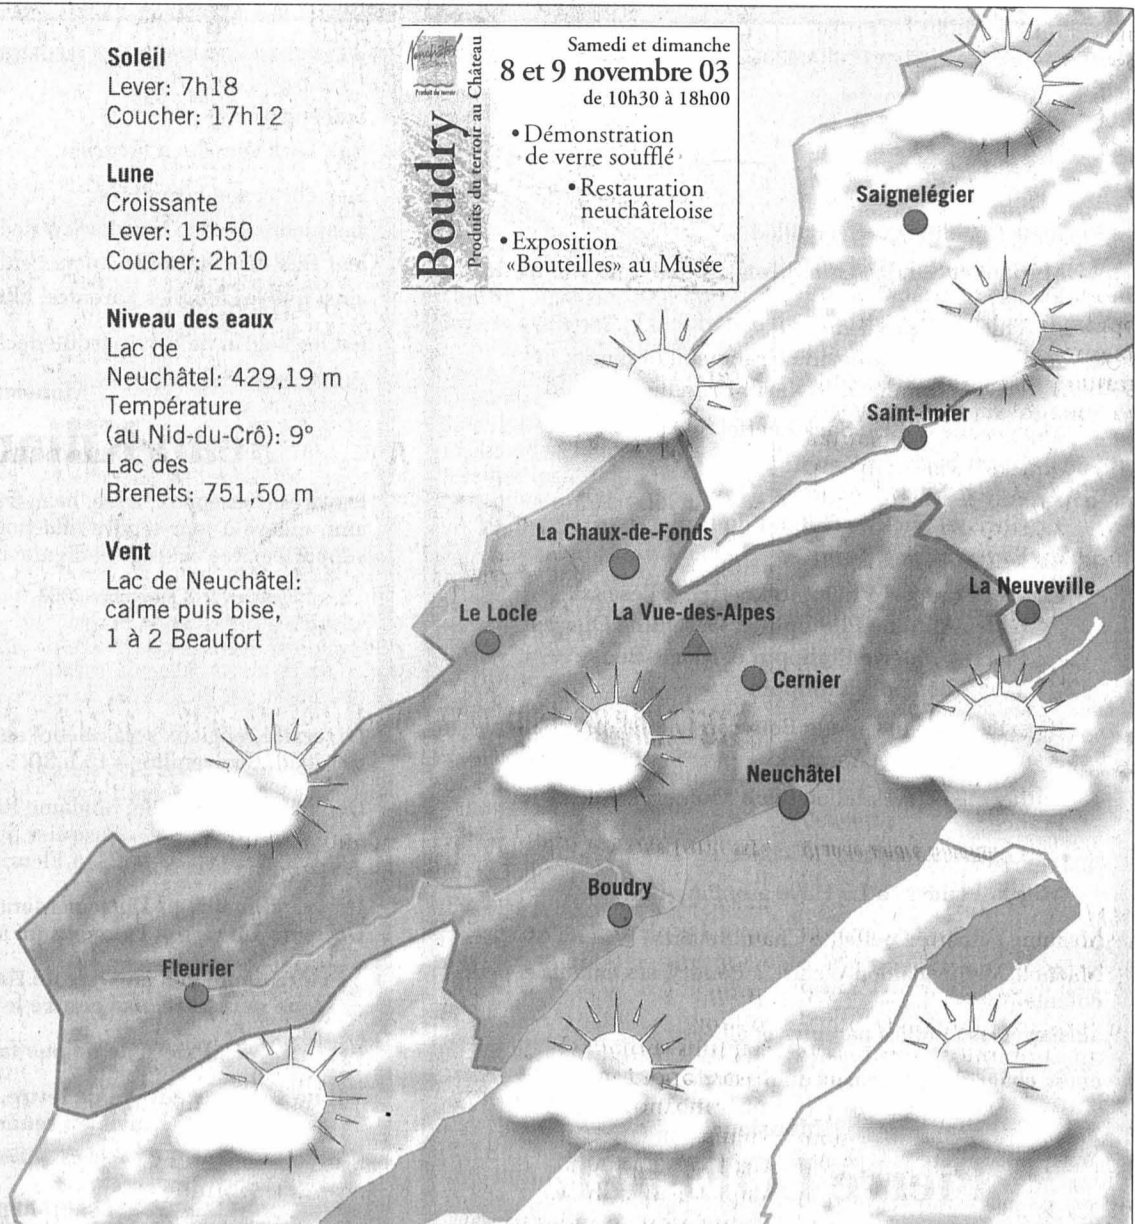 Soleil
Lever: 7h18
Coucher: 17h12
Lune
Croissante
Lever: 15h50
Coucher: 2h10
Niveau des eaux
Lac de
Neuchâtel: 429,19 m
Température
(au Nid-du-Crô): 9°
Lac des
Brenets: 751,50 m
Vent
Lac de Neuchâtel:
calme puis bise,
1 à 2 Beaufort
Neuchâtel
Produit du terroir
Boudry
Produits du terroir au Château
Samedi et dimanche
8 et 9 novembre 03
de 10h30 à 18h00
• Démonstration
de verre soufflé
• Restauration
neuchâteloise
• Exposition
«Bouteilles» au Musée
Saignelégier
Saint-Imier
La Chaux-de-Fonds
La Neuveville
Le Locle
La Vue-des-Alpes
Cernier
Neuchâtel
Boudry
Fleurier